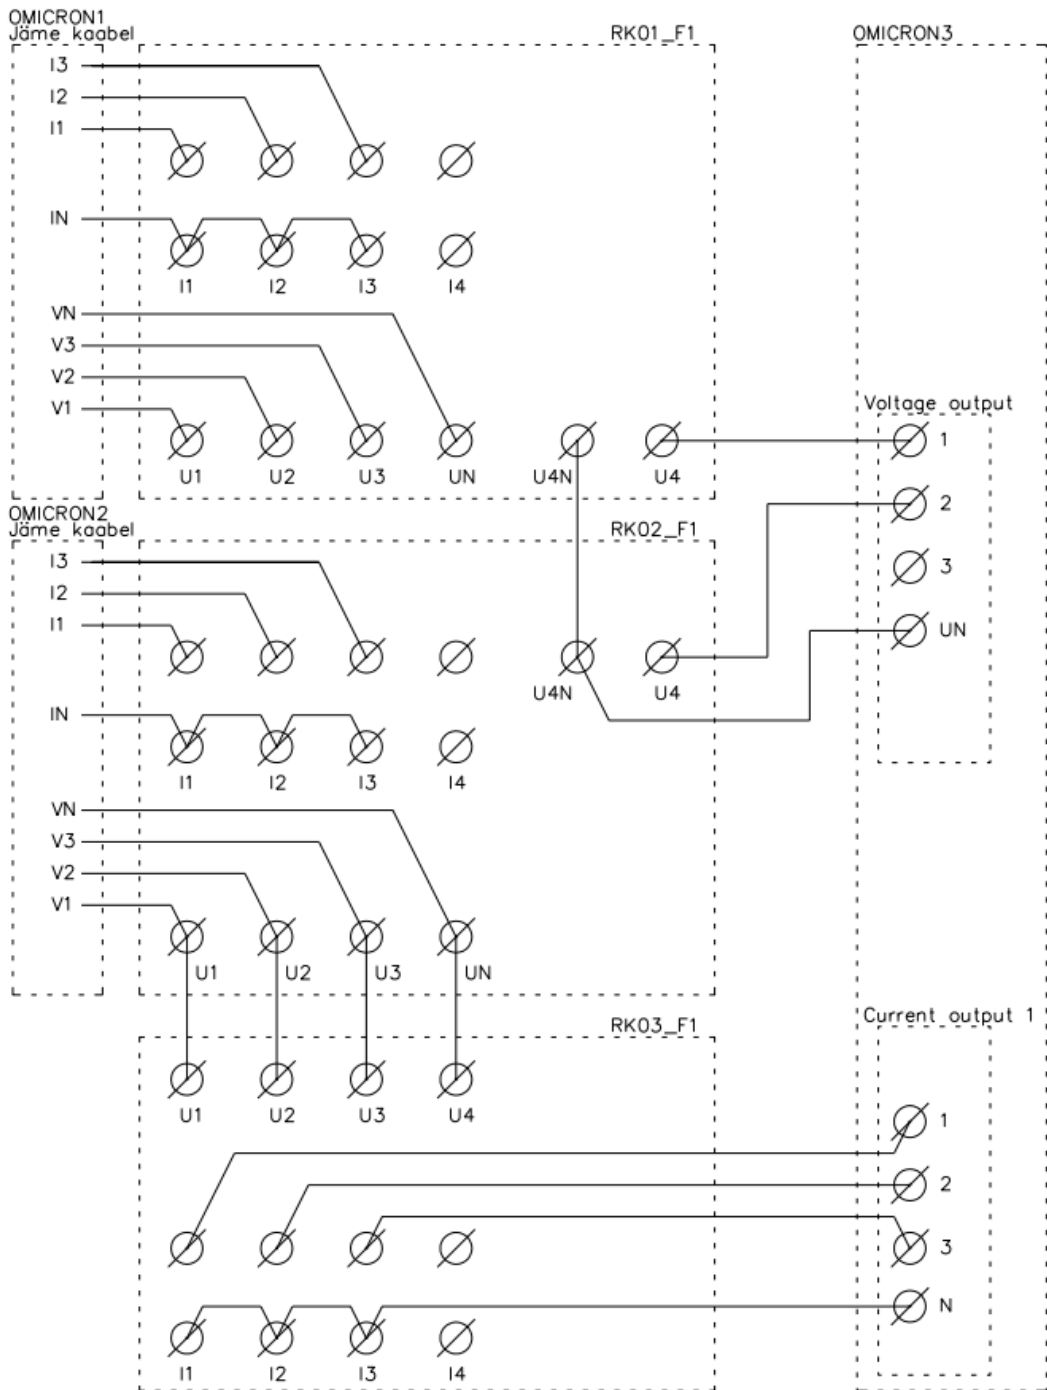 OMICRON1
Jäme kaabel
RK01_F1
OMICRON3
I3
I2
I1
IN
I1 I2 I3 I4
VN
V3
V2
V1
U1 U2 U3 UN U4N U4
Voltage output
1
2
3
UN
OMICRON2
Jäme kaabel
RK02_F1
I3
I2
I1
U4N U4
IN
I1 I2 I3 I4
VN
V3
V2
V1
U1 U2 U3 UN
RK03_F1
U1 U2 U3 U4
Current output 1
1
2
3
N
I1 I2 I3 I4